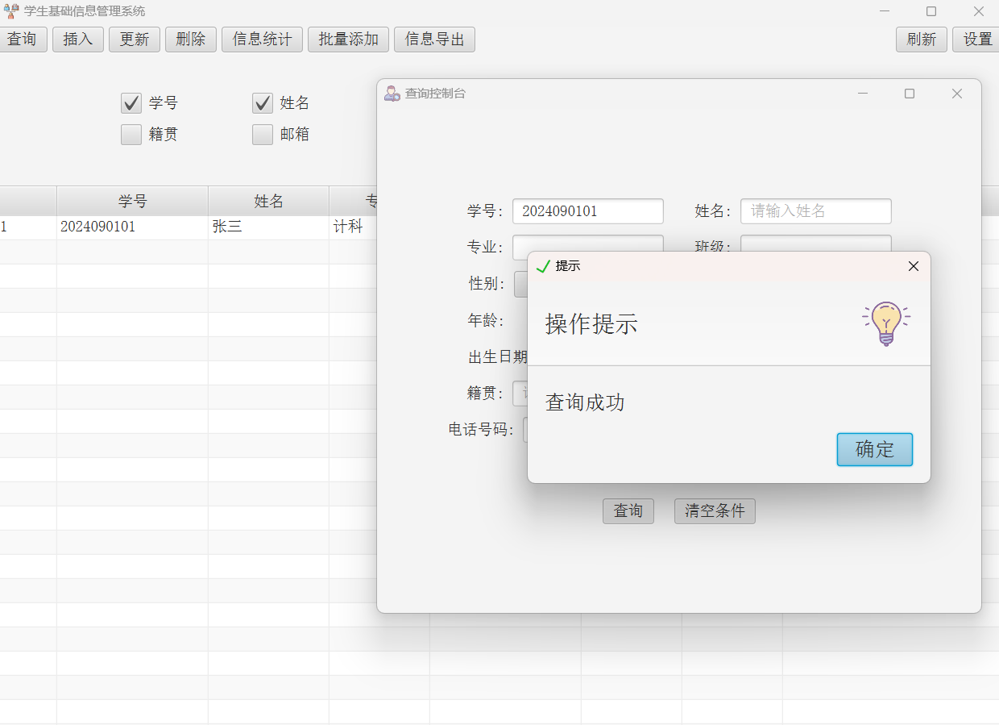 学生基础信息管理系统
查询 插入 更新 删除 信息统计 批量添加 信息导出 刷新 设置
学号 姓名
籍贯 邮箱
学号 姓名 专
1 2024090101 张三 计科
查询控制台
学号: 2024090101 姓名: 请输入姓名
专业: 班级:
性别:
年龄:
出生日期
籍贯:
电话号码:
查询 清空条件
提示
操作提示
查询成功
确定